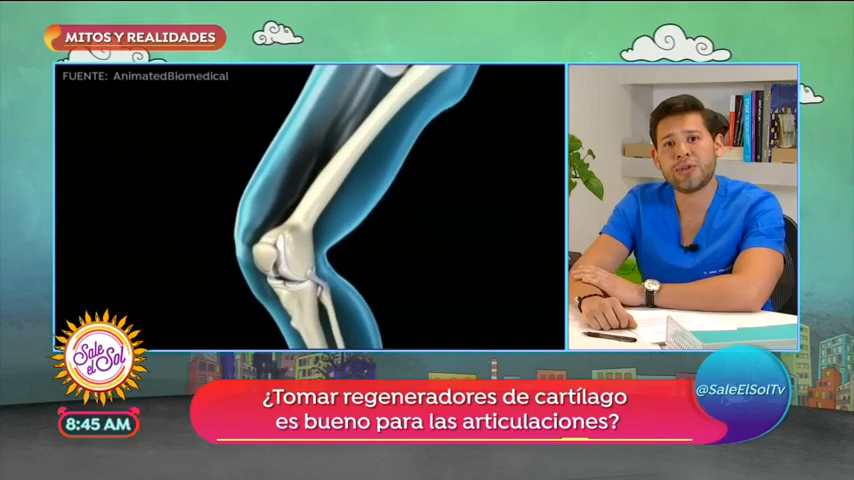 MITOS Y REALIDADES
FUENTE: AnimatedBiomedical
Sale
el Sol
8:45 AM
¿Tomar regeneradores de cartílago
es bueno para las articulaciones?
@SaleElSolTv